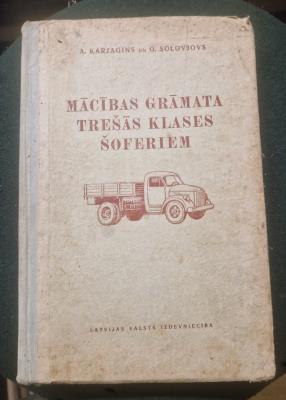 A. KARJAGINS un G. SOLOVJOVS
MĀCĪBAS GRĀMATA
TREŠĀS KLASES
ŠOFERIEM
LATVIJAS VALSTS IZDEVNIECĪBA